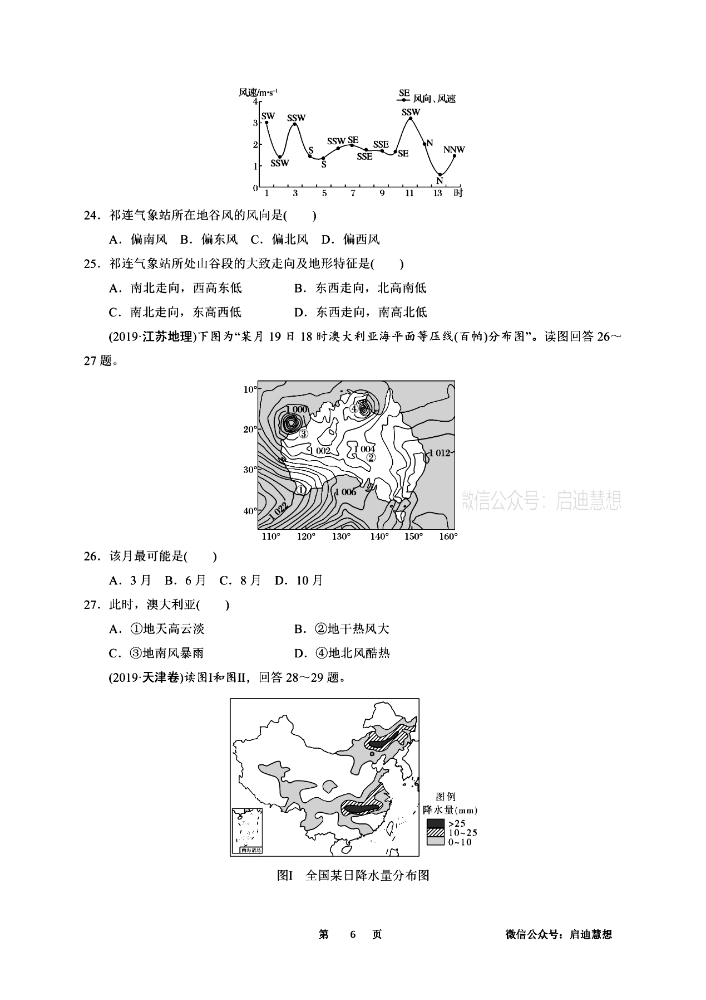 风速/m·s⁻¹
SE
风向、风速
4
3
2
1
0
SW
SSW
SSW
S
S
SSW
SE
SSE
SSE
SE
SSW
N
N
NNW
1 3 5 7 9 11 13 时
24．祁连气象站所在地谷风的风向是(　　)
A．偏南风　B．偏东风　C．偏北风　D．偏西风
25．祁连气象站所处山谷段的大致走向及地形特征是(　　)
A．南北走向，西高东低　B．东西走向，北高南低
C．南北走向，东高西低　D．东西走向，南高北低
(2019·江苏地理)下图为“某月 19 日 18 时澳大利亚海平面等压线(百帕)分布图”。读图回答 26～
27 题。
10°
20°
30°
40°
1 000
④
③
1 002
1 004
②
1 012
①
1 006
1 022
110° 120° 130° 140° 150° 160°
微信公众号：启迪慧想
26．该月最可能是(　　)
A．3 月　B．6 月　C．8 月　D．10 月
27．此时，澳大利亚(　　)
A．①地天高云淡　B．②地干热风大
C．③地南风暴雨　D．④地北风酷热
(2019·天津卷)读图Ⅰ和图Ⅱ，回答 28～29 题。
南海诸岛
图例
降水量(mm)
>25
10~25
0~10
图Ⅰ　全国某日降水量分布图
第 6 页
微信公众号：启迪慧想